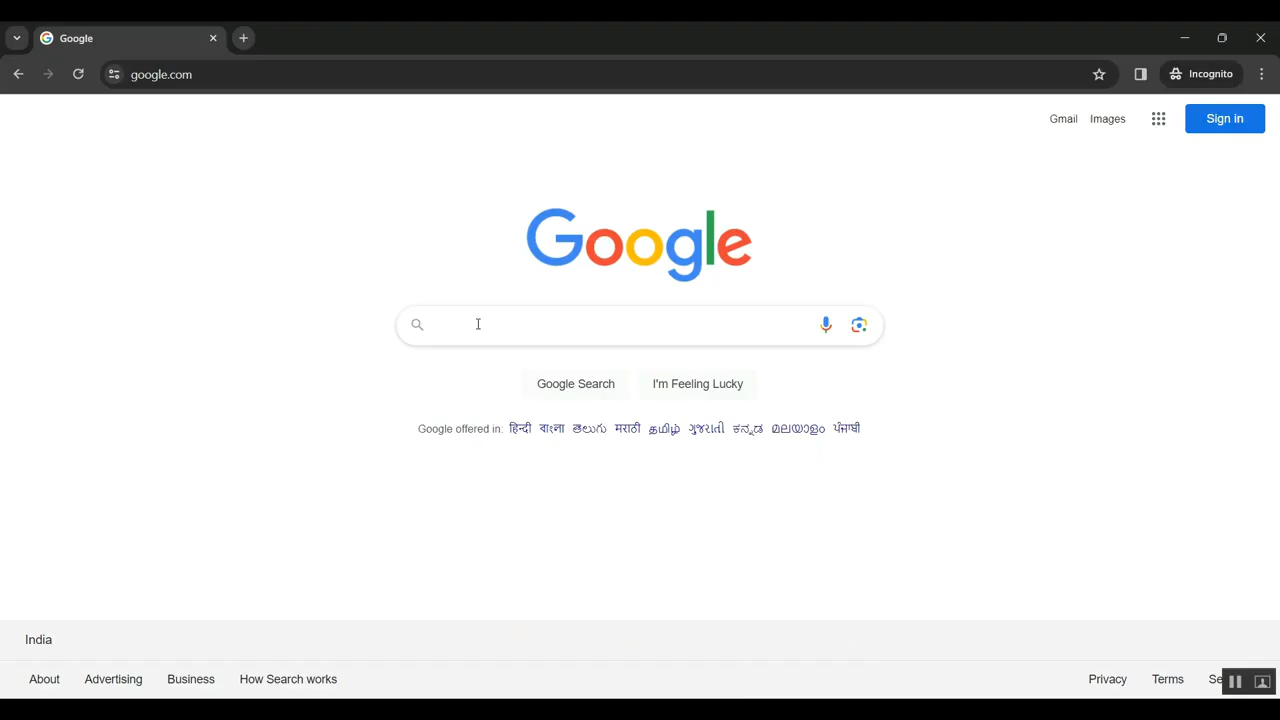 Google
google.com
Incognito
Gmail Images Sign in
Google
Google Search I'm Feeling Lucky
Google offered in: हिन्दी বাংলা తెలుగు मराठी தமிழ் ગુજરાતી ಕನ್ನಡ മലയാളം ਪੰਜਾਬੀ
India
About Advertising Business How Search works Privacy Terms Se